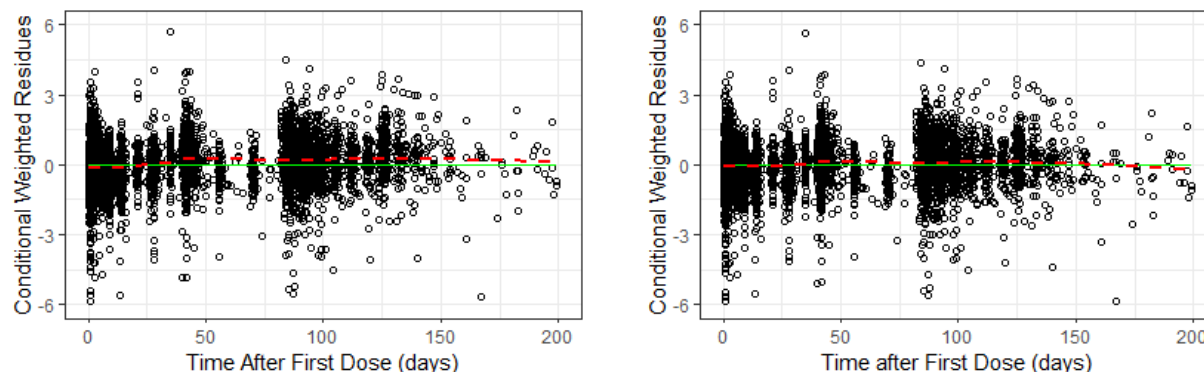 Conditional Weighted Residues
6
3
0
-3
-6
0 50 100 150 200
Time After First Dose (days)
Conditional Weighted Residues
6
3
0
-3
-6
0 50 100 150 200
Time after First Dose (days)